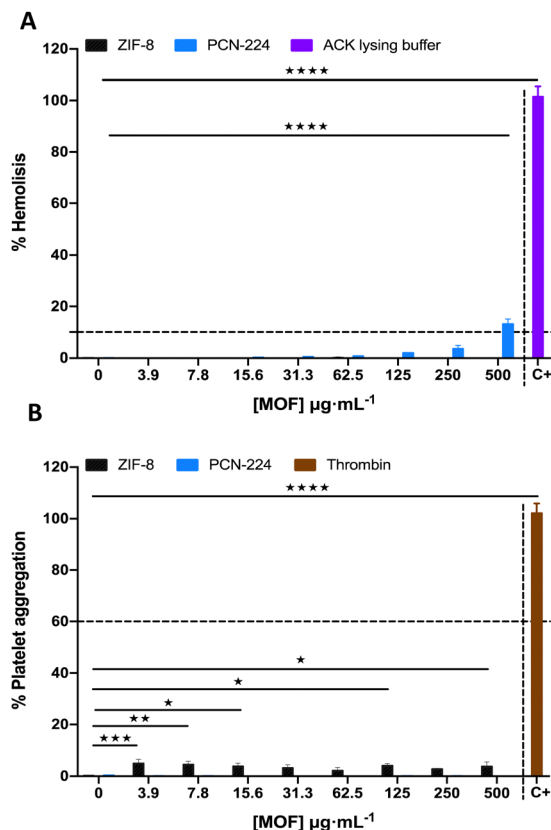 A
ZIF-8 PCN-224 ACK lysing buffer
★★★★
★★★★
% Hemolisis
120
100
80
60
40
20
0
0 3.9 7.8 15.6 31.3 62.5 125 250 500 C+
[MOF] µg·mL⁻¹
B
ZIF-8 PCN-224 Thrombin
★★★★
% Platelet aggregation
120
100
80
60
40
20
0
★
★
★
★★
★★★
0 3.9 7.8 15.6 31.3 62.5 125 250 500 C+
[MOF] µg·mL⁻¹